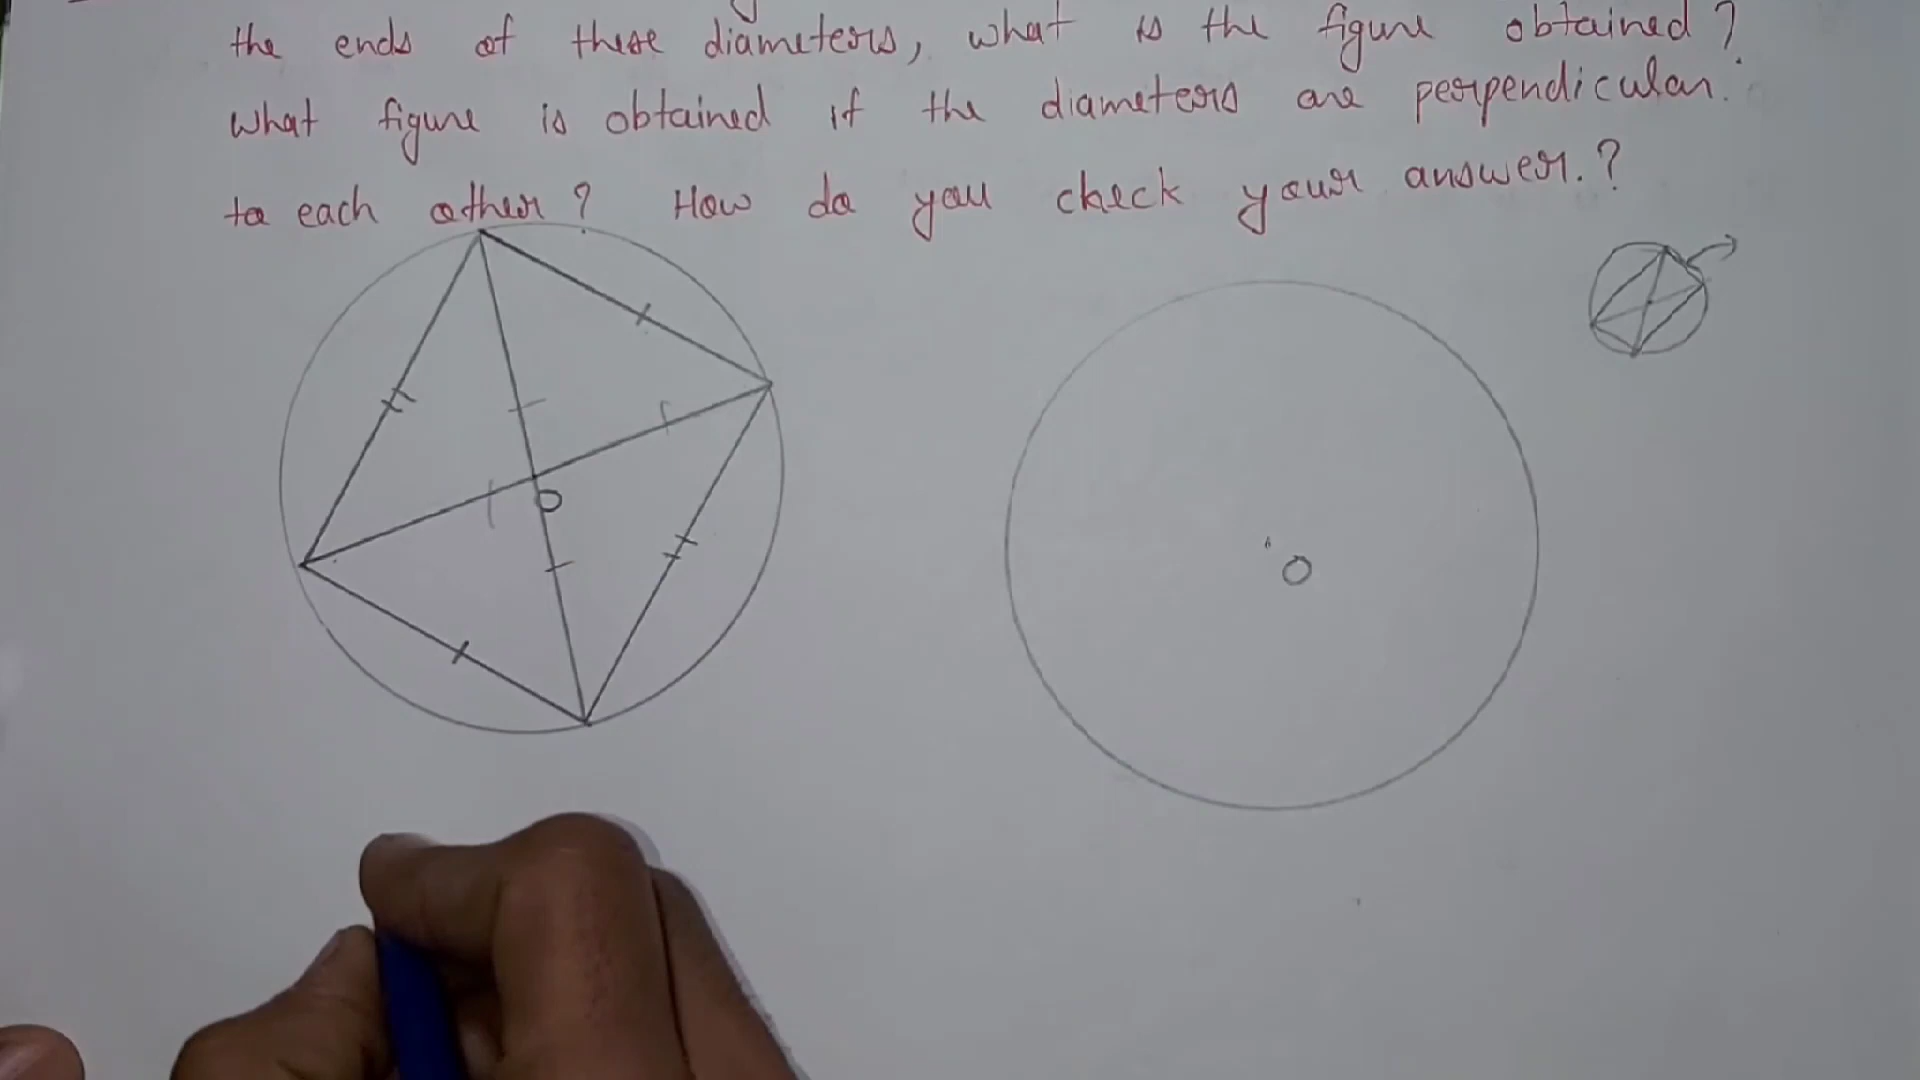 the ends of these diameters, what is the figure obtained?
What figure is obtained if the diameters are perpendicular.
to each other? How do you check your answer.?
O
O